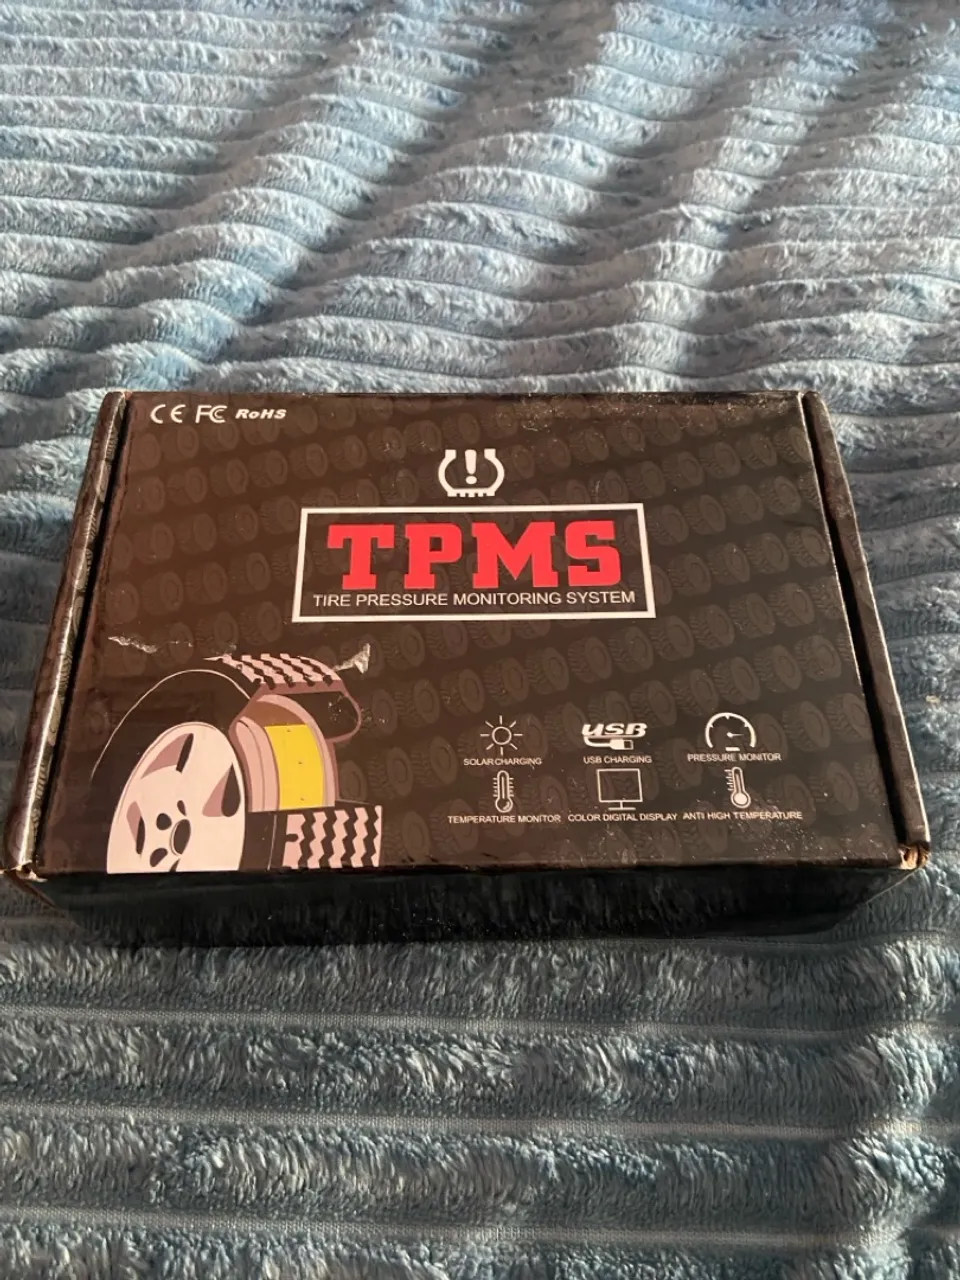 CE FC RoHS
TPMS
TIRE PRESSURE MONITORING SYSTEM
USB
SOLAR CHARGING USB CHARGING PRESSURE MONITOR
TEMPERATURE MONITOR COLOR DIGITAL DISPLAY ANTI HIGH TEMPERATURE